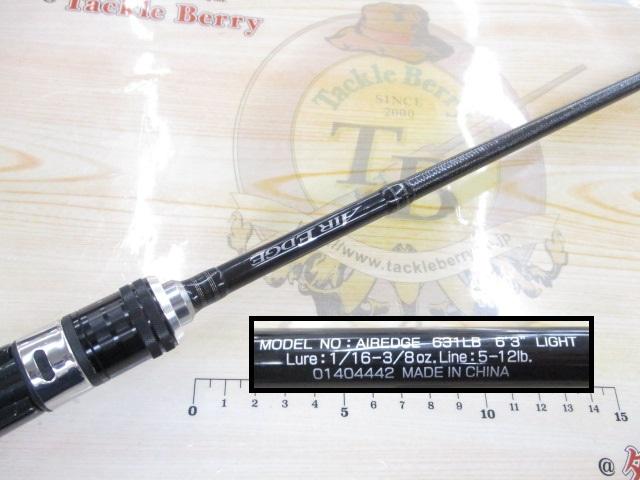 Tackle Berry
Tackle Berry
SINCE
2000
TB
://www.tackleberry.jp
AIR EDGE
MODEL NO: AIREDGE 631LB 6'3" LIGHT
Lure: 1/16-3/8oz. Line: 5-12lb.
01404442 MADE IN CHINA
0 1 2 3 4 5 6 7 8 9 10 11 12 13 14 15
@